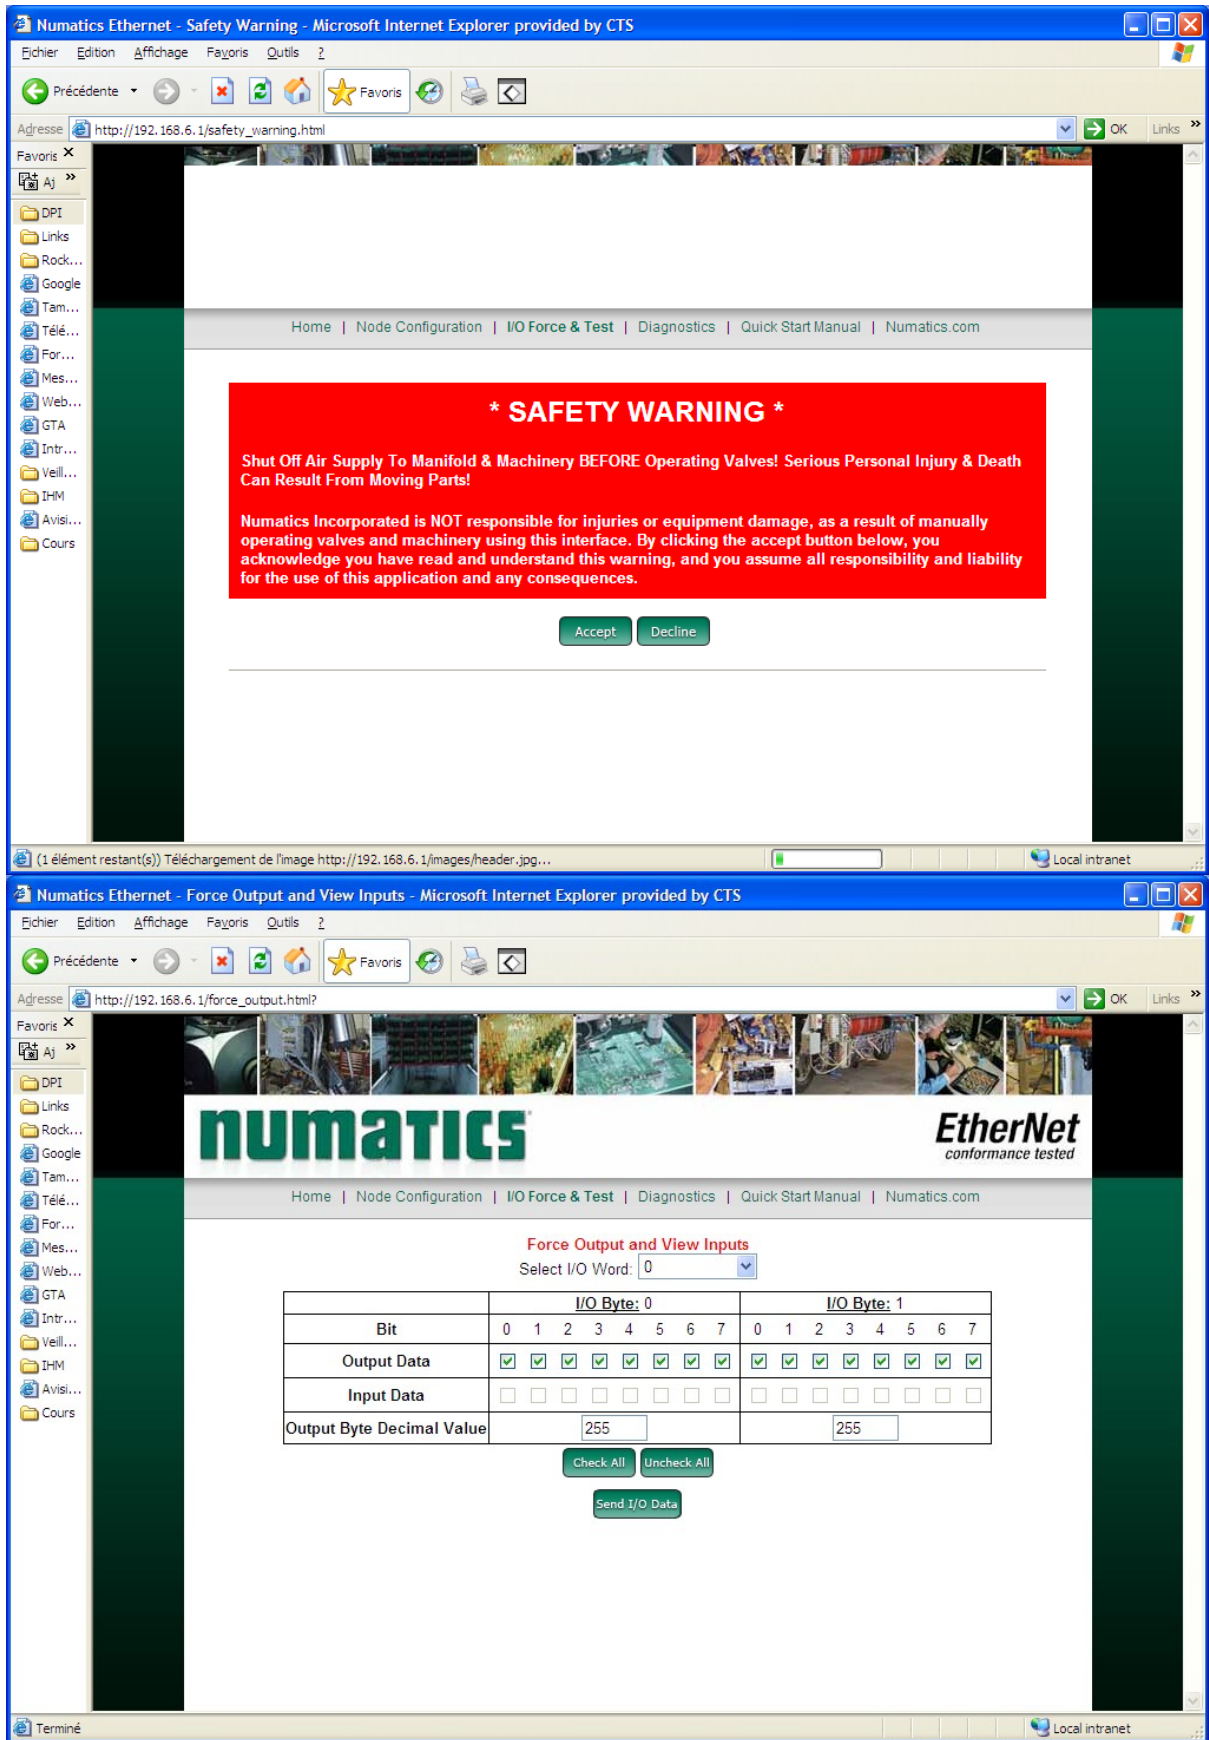 Numatics Ethernet - Safety Warning - Microsoft Internet Explorer provided by CTS
Fichier Edition Affichage Favoris Outils ?
Précédente Favoris
Adresse http://192.168.6.1/safety_warning.html OK Links »
Favoris X
Aj »
DPI
Links
Rock...
Google
Tam...
Télé...
For...
Mes...
Web...
GTA
Intr...
Veill...
IHM
Avisi...
Cours
Home | Node Configuration | I/O Force & Test | Diagnostics | Quick Start Manual | Numatics.com
* SAFETY WARNING *
Shut Off Air Supply To Manifold & Machinery BEFORE Operating Valves! Serious Personal Injury & Death
Can Result From Moving Parts!
Numatics Incorporated is NOT responsible for injuries or equipment damage, as a result of manually
operating valves and machinery using this interface. By clicking the accept button below, you
acknowledge you have read and understand this warning, and you assume all responsibility and liability
for the use of this application and any consequences.
Accept Decline
(1 élément restant(s)) Téléchargement de l'image http://192.168.6.1/images/header.jpg... Local intranet
Numatics Ethernet - Force Output and View Inputs - Microsoft Internet Explorer provided by CTS
Fichier Edition Affichage Favoris Outils ?
Précédente Favoris
Adresse http://192.168.6.1/force_output.html? OK Links »
Favoris X
Aj »
DPI
Links
Rock...
Google
Tam...
Télé...
For...
Mes...
Web...
GTA
Intr...
Veill...
IHM
Avisi...
Cours
numatics
EtherNet
conformance tested
Home | Node Configuration | I/O Force & Test | Diagnostics | Quick Start Manual | Numatics.com
Force Output and View Inputs
Select I/O Word: 0
I/O Byte: 0 I/O Byte: 1
Bit 0 1 2 3 4 5 6 7 0 1 2 3 4 5 6 7
Output Data
Input Data
Output Byte Decimal Value 255 255
Check All Uncheck All
Send I/O Data
Terminé Local intranet